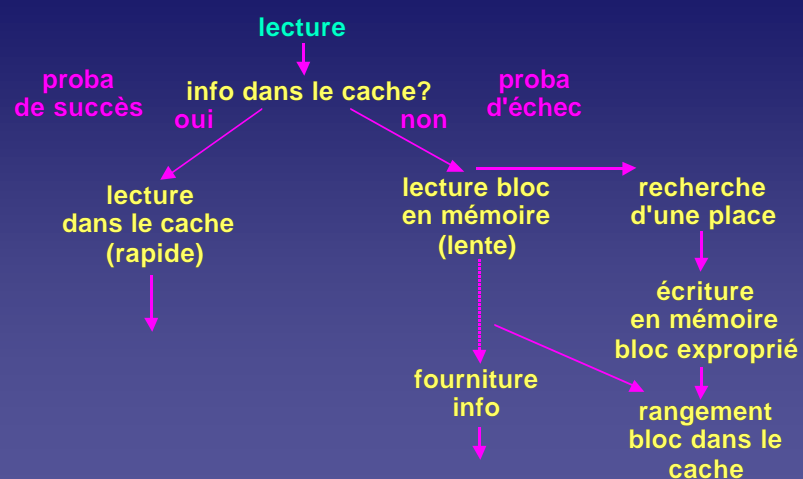 lecture
proba
de succès
info dans le cache?
proba
d'échec
oui
non
lecture
dans le cache
(rapide)
lecture bloc
en mémoire
(lente)
recherche
d'une place
écriture
en mémoire
bloc exproprié
fourniture
info
rangement
bloc dans le
cache